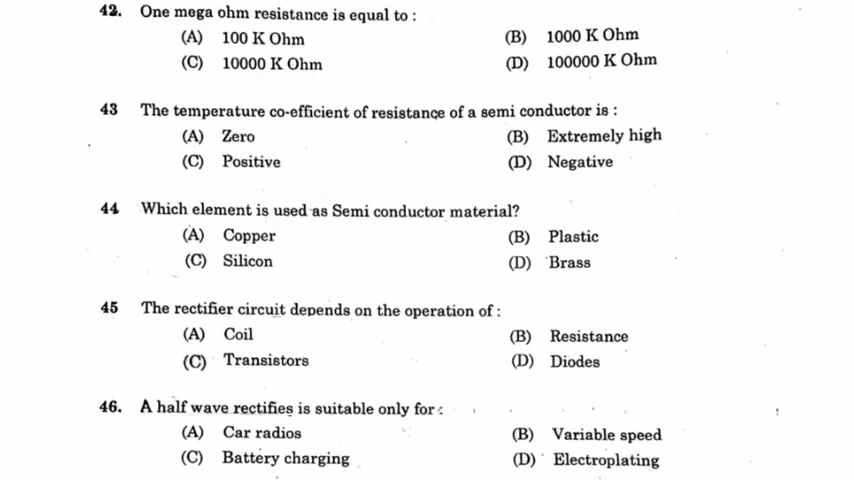 42. One mega ohm resistance is equal to :
(A) 100 K Ohm (B) 1000 K Ohm
(C) 10000 K Ohm (D) 100000 K Ohm
43 The temperature co-efficient of resistance of a semi conductor is :
(A) Zero (B) Extremely high
(C) Positive (D) Negative
44 Which element is used as Semi conductor material?
(A) Copper (B) Plastic
(C) Silicon (D) Brass
45 The rectifier circuit depends on the operation of :
(A) Coil (B) Resistance
(C) Transistors (D) Diodes
46. A half wave rectifies is suitable only for :
(A) Car radios (B) Variable speed
(C) Battery charging (D) Electroplating